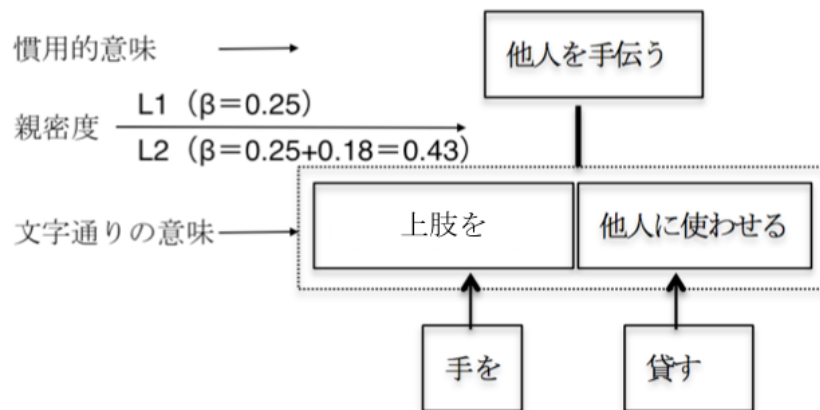 慣用的意味
他人を手伝う
親密度
L1（β＝0.25）
L2（β＝0.25+0.18＝0.43）
文字通りの意味
上肢を
他人に使わせる
手を
貸す